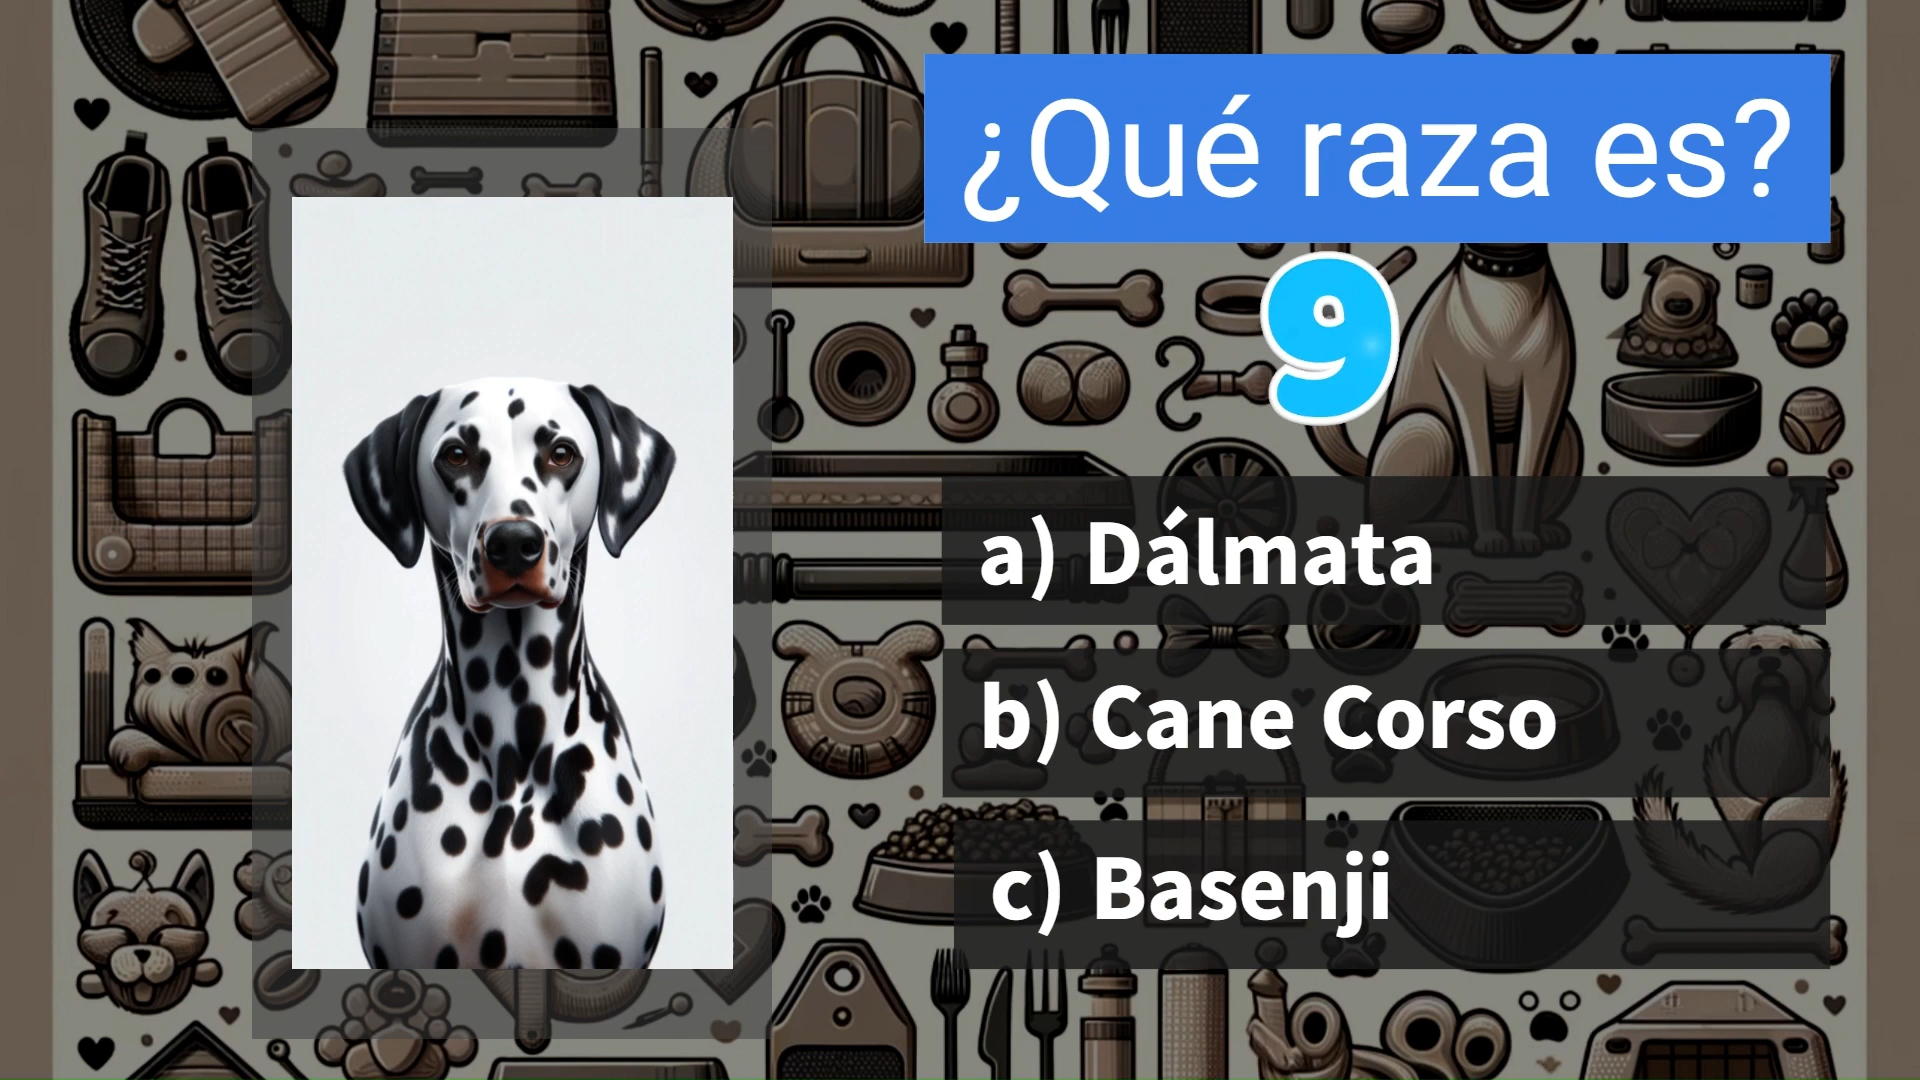 ¿Qué raza es?
9
a) Dálmata
b) Cane Corso
c) Basenji